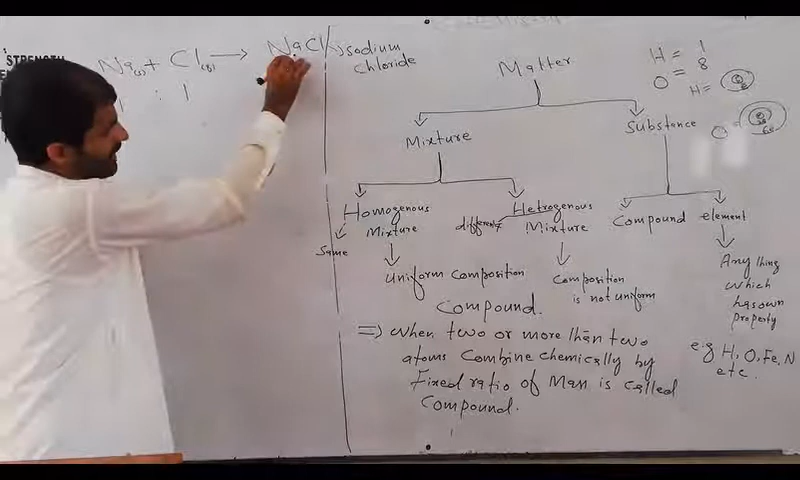 STRENGTH
Na(s) + Cl(g) → NaCl
1 : 1
sodium
chloride
Matter
H = 1
O = 8
H =
O =
Mixture
Substance
Homogenous
Mixture
Same
Hetrogenous
Mixture
different
Compound
element
Uniform composition
Composition
is not uniform
Any thing
which
has own
property
e.g H, O, Fe, N
etc.
Compound.
⇒ When two or more than two
atoms Combine chemically by
Fixed ratio of Mass is called
Compound.